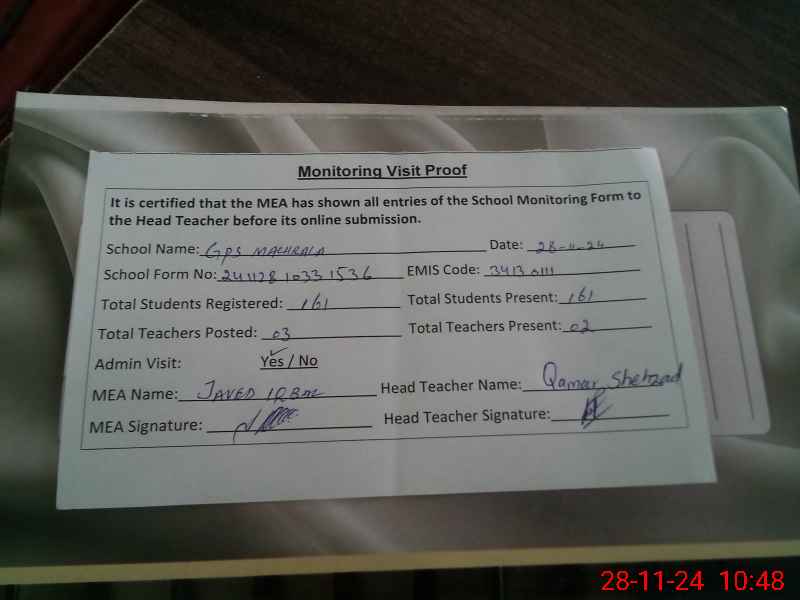 Monitoring Visit Proof
It is certified that the MEA has shown all entries of the School Monitoring Form to
the Head Teacher before its online submission.
School Name: GPS MACHRALA Date: 28-11-24
School Form No: 2411281033 1536 EMIS Code: 34130111
Total Students Registered: 161 Total Students Present: 161
Total Teachers Posted: 03 Total Teachers Present: 02
Admin Visit: Yes / No
MEA Name: JAVED IQBAL Head Teacher Name: Qamar Shehzad
MEA Signature: Head Teacher Signature:
28-11-24 10:48